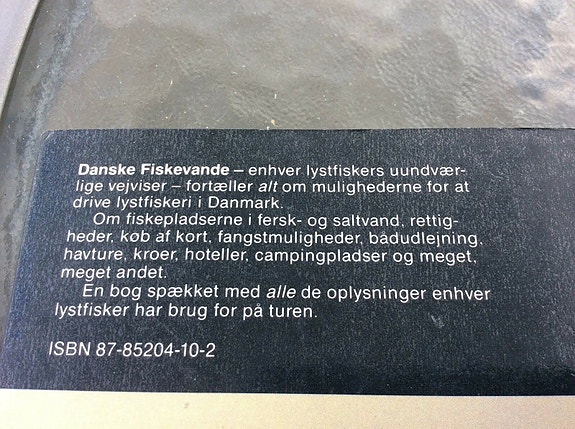 Danske Fiskevande – enhver lystfiskers uundvær-
lige vejviser – fortæller alt om mulighederne for at
drive lystfiskeri i Danmark.
Om fiskepladserne i fersk- og saltvand, rettig-
heder, køb af kort, fangstmuligheder, bådudlejning,
havture, kroer, hoteller, campingpladser og meget,
meget andet.
En bog spækket med alle de oplysninger enhver
lystfisker har brug for på turen.
ISBN 87-85204-10-2